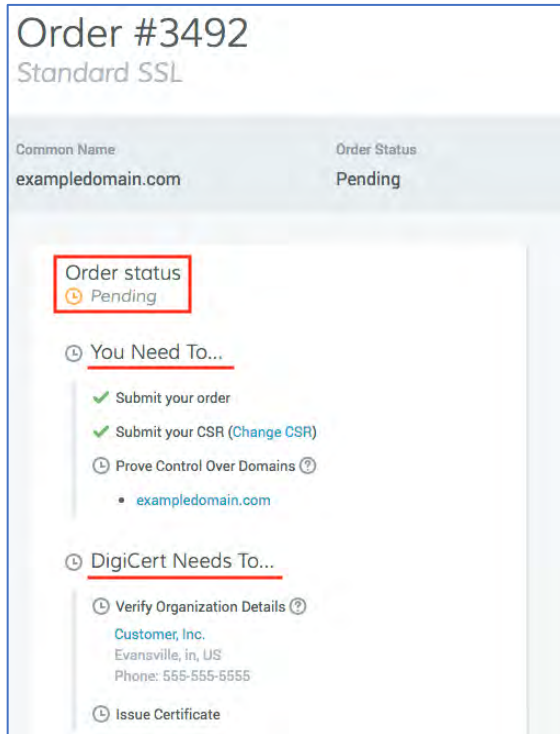 Order #3492
Standard SSL
Common Name Order Status
exampledomain.com Pending
Order status
Pending
You Need To...
Submit your order
Submit your CSR (Change CSR)
Prove Control Over Domains ?
• exampledomain.com
DigiCert Needs To...
Verify Organization Details ?
Customer, Inc.
Evansville, in, US
Phone: 555-555-5555
Issue Certificate